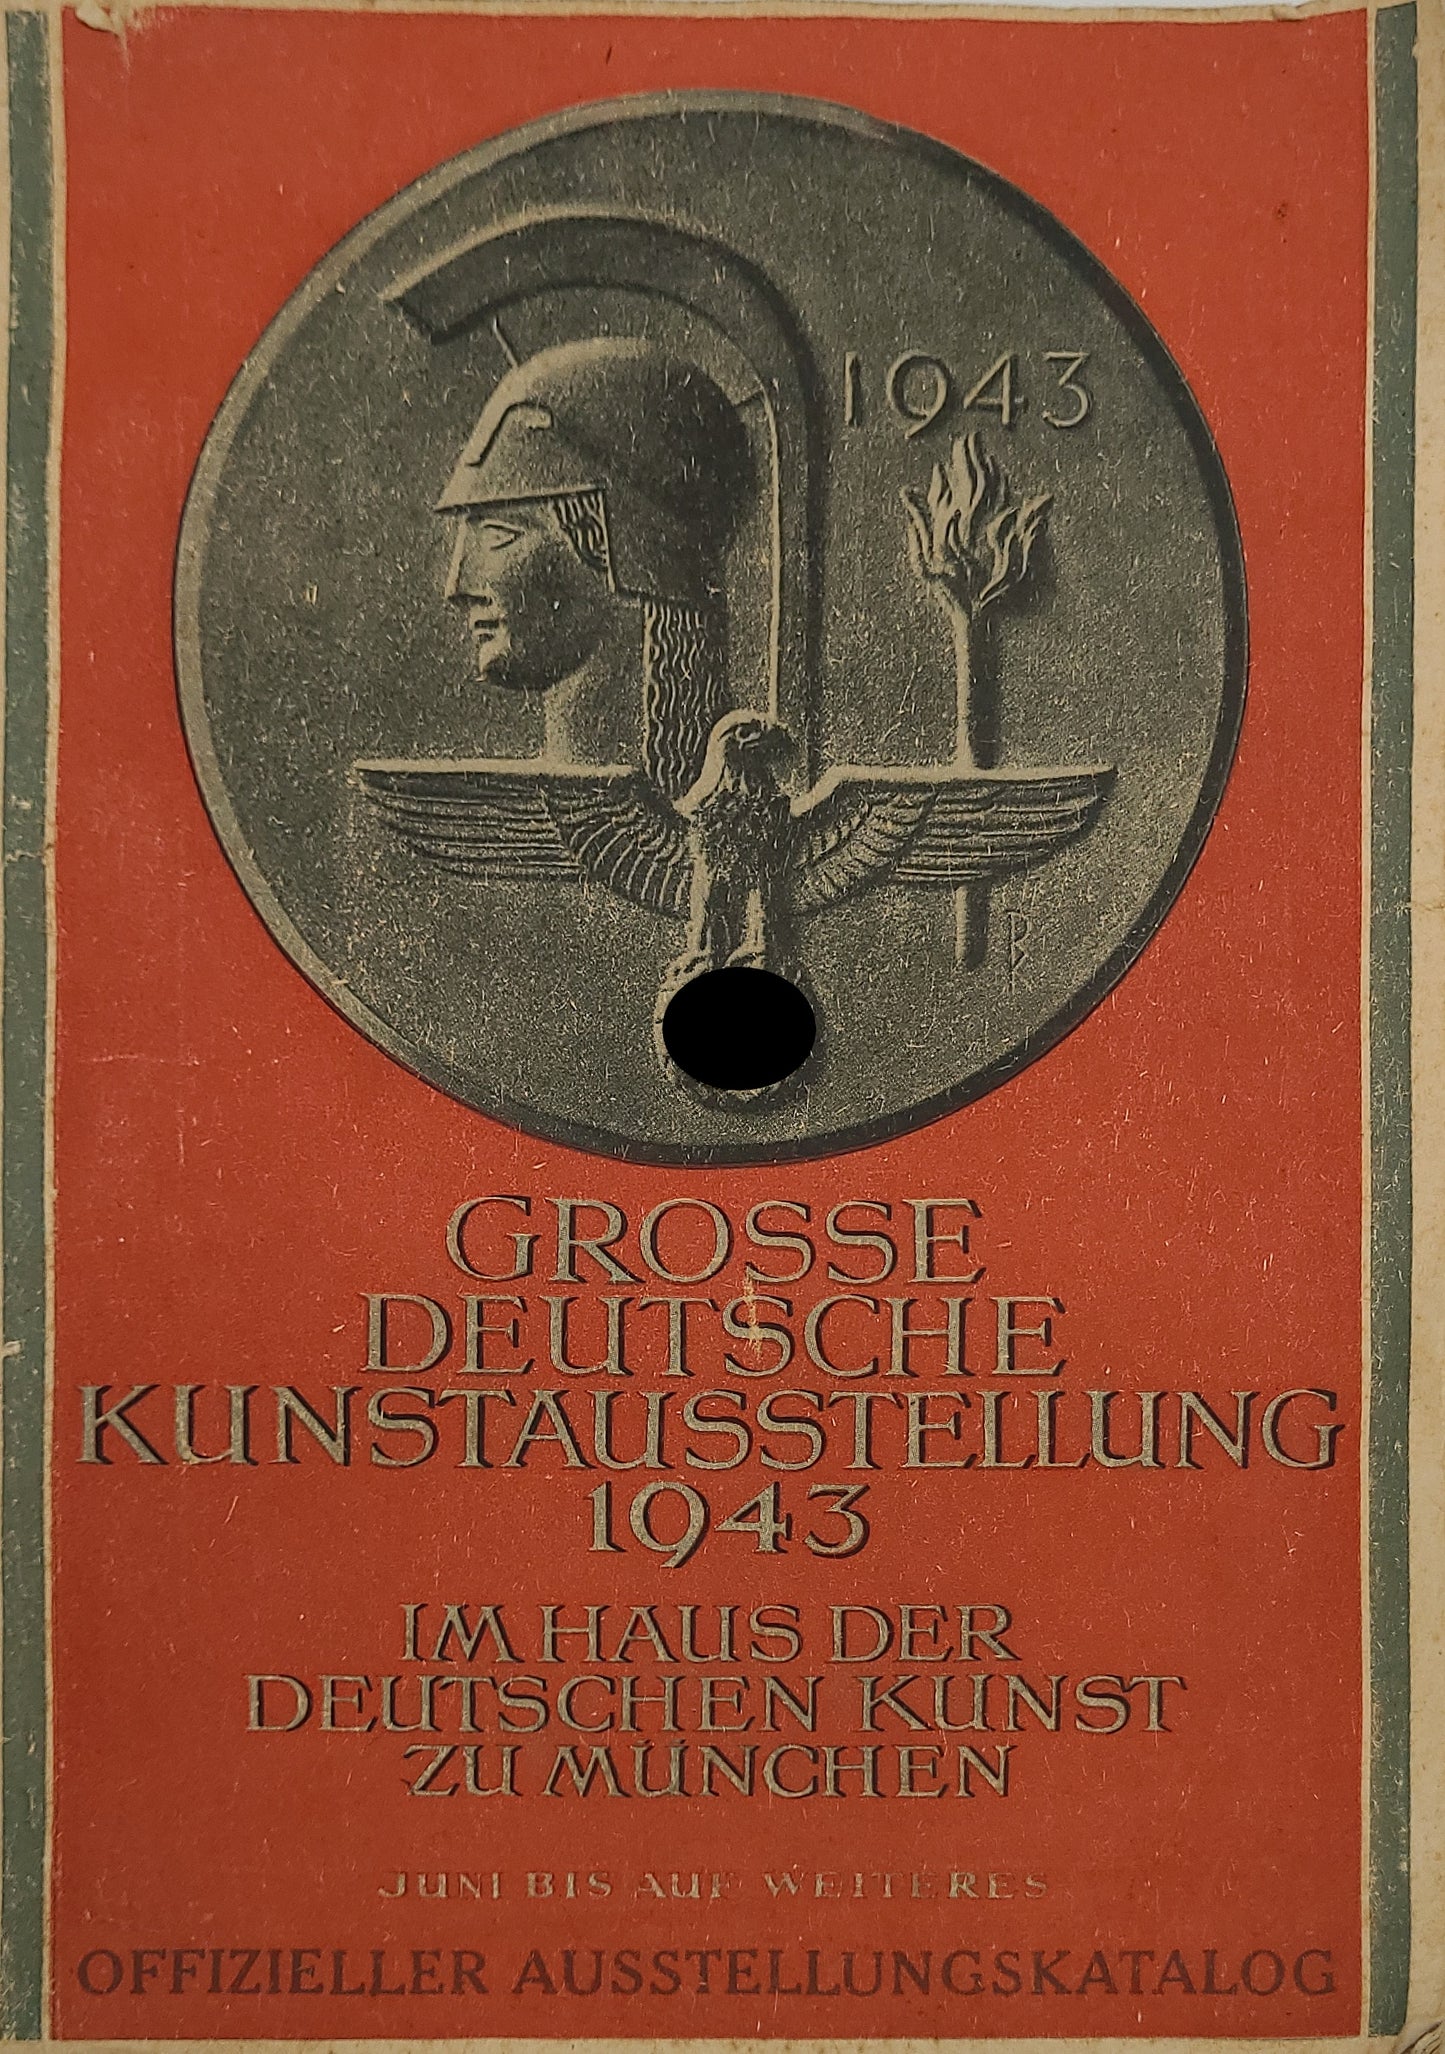 1943
GROSSE
DEUTSCHE
KUNSTAUSSTELLUNG
1943
IM HAUS DER
DEUTSCHEN KUNST
ZU MÜNCHEN
JUNI BIS AUF WEITERES
OFFIZIELLER AUSSTELLUNGSKATALOG